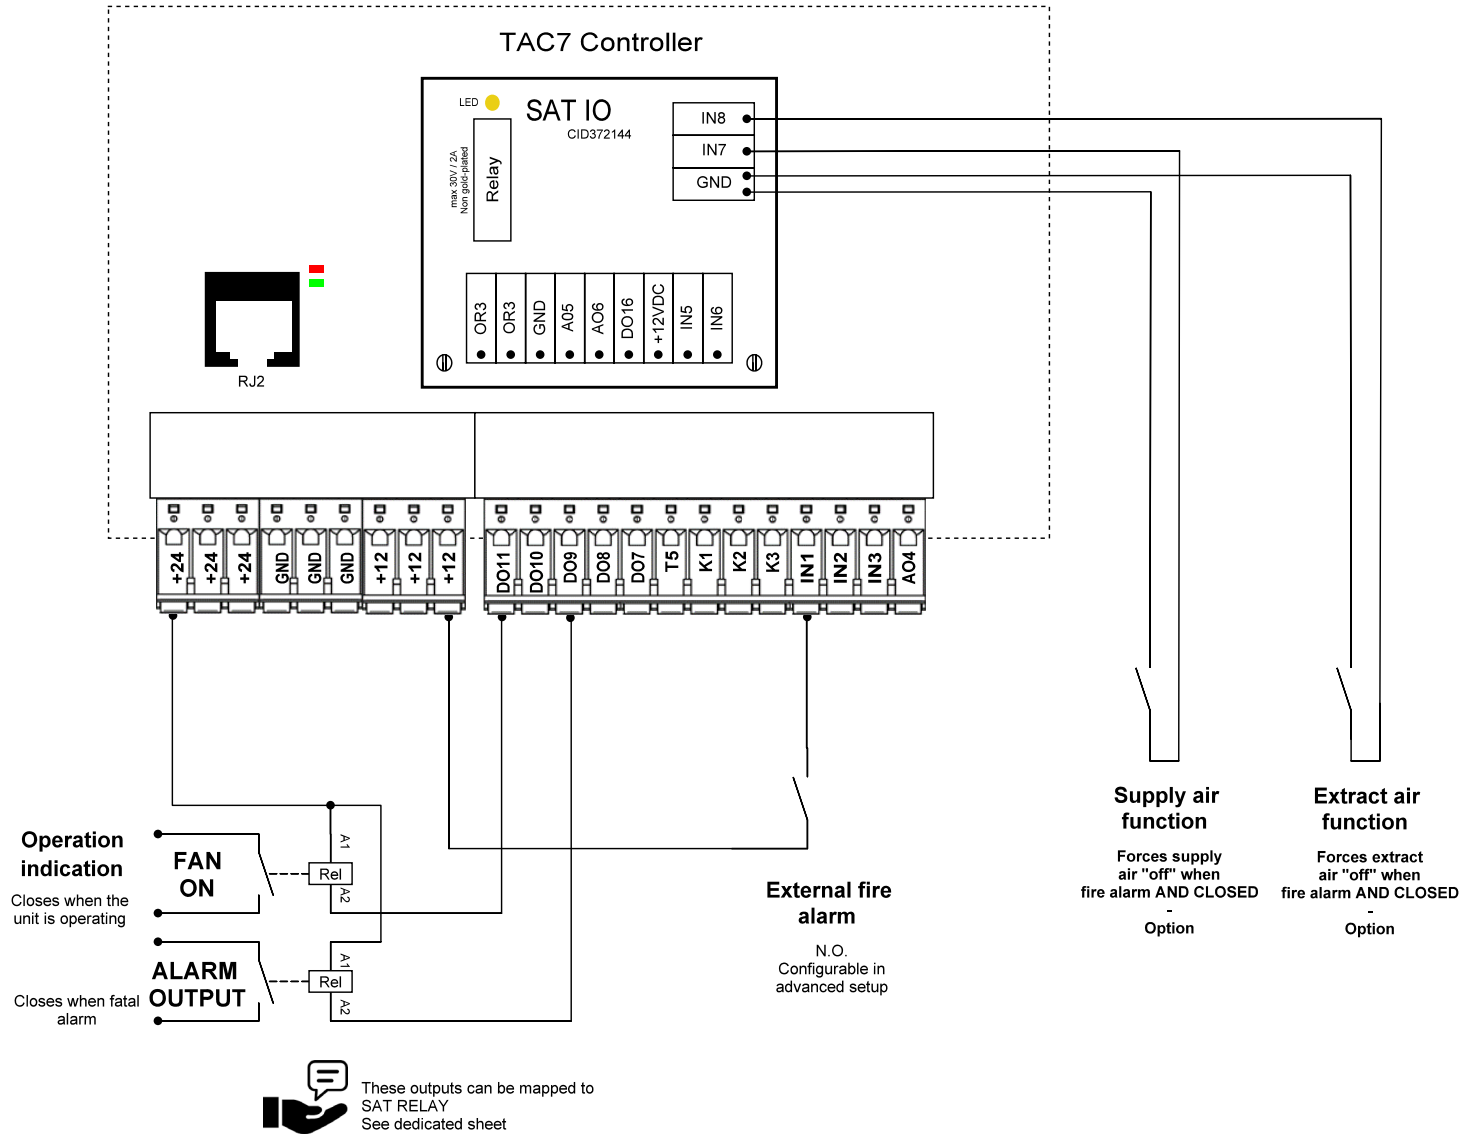 TAC7 Controller
LED
SAT IO
CID372144
max 30V / 2A
Non gold-plated
Relay
IN8
IN7
GND
OR3
OR3
GND
A05
AO6
DO16
+12VDC
IN5
IN6
RJ2
+24
+24
+24
GND
GND
GND
+12
+12
+12
DO11
DO10
DO9
DO8
DO7
T5
K1
K2
K3
IN1
IN2
IN3
AO4
Operation
indication
Closes when the
unit is operating
FAN
ON
A1
Rel
A2
Closes when fatal
alarm
ALARM
OUTPUT
A1
Rel
A2
External fire
alarm
N.O.
Configurable in
advanced setup
Supply air
function
Forces supply
air "off" when
fire alarm AND CLOSED
-
Option
Extract air
function
Forces extract
air "off" when
fire alarm AND CLOSED
-
Option
These outputs can be mapped to
SAT RELAY
See dedicated sheet